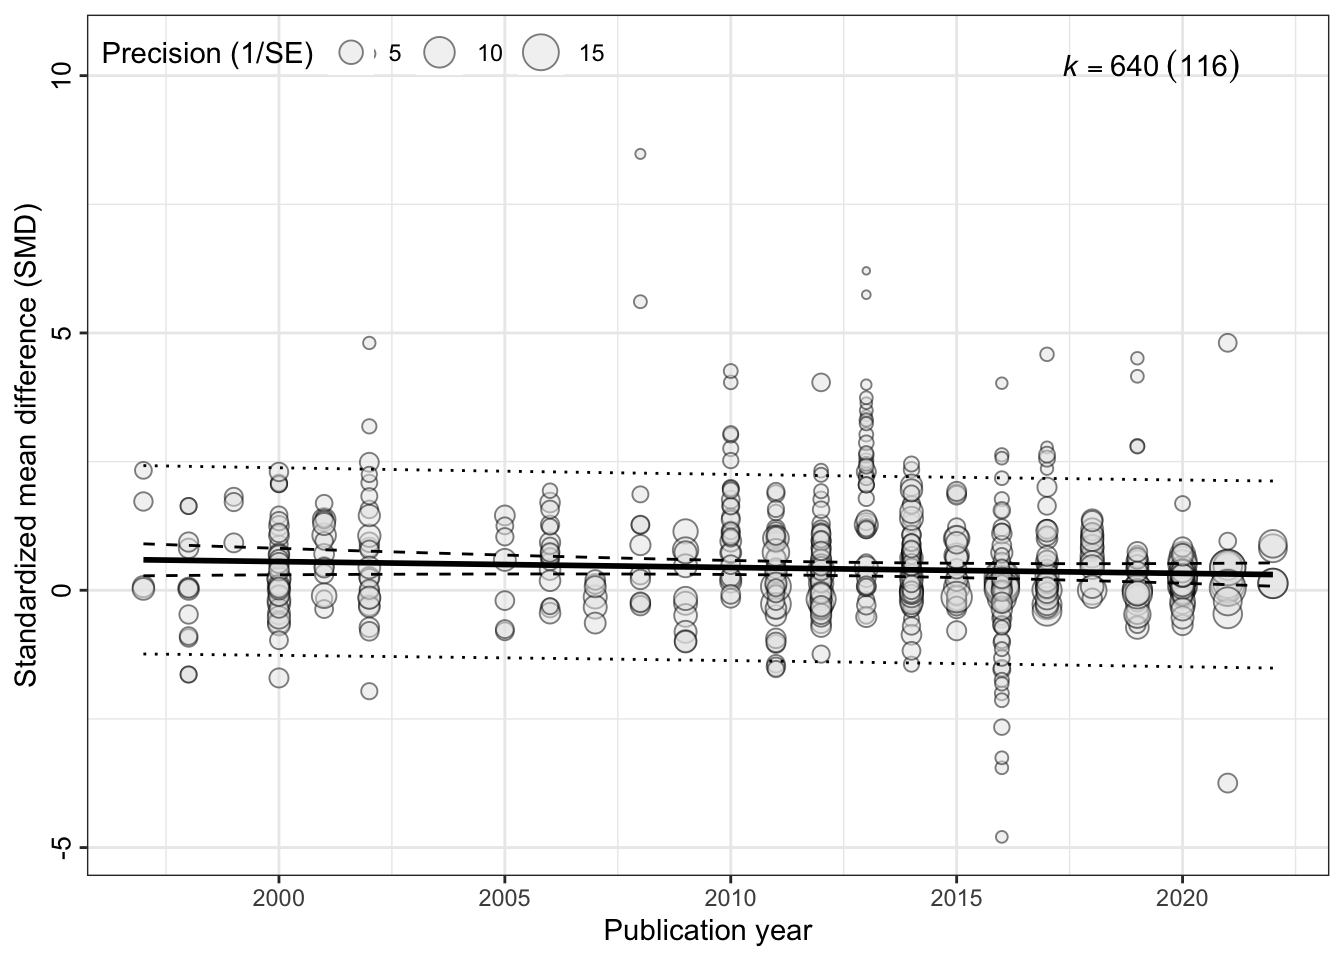 Precision (1/SE) 5 10 15
k = 640 (116)
Standardized mean difference (SMD)
10
5
0
-5
2000 2005 2010 2015 2020
Publication year